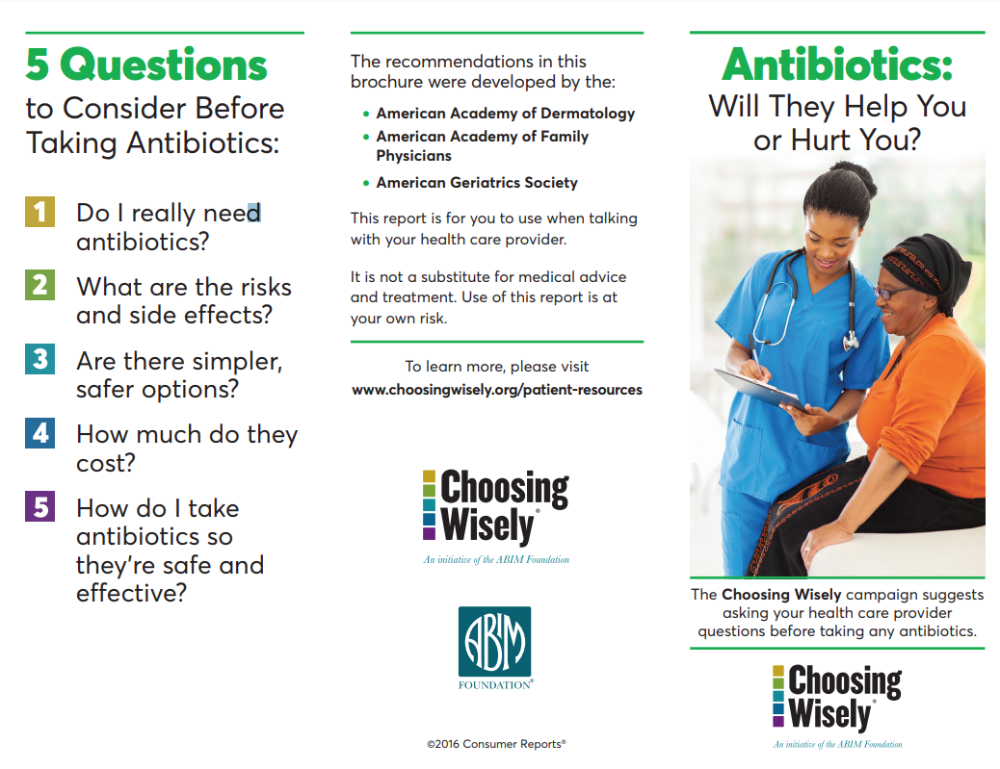 5 Questions
to Consider Before
Taking Antibiotics:
1 Do I really need
antibiotics?
2 What are the risks
and side effects?
3 Are there simpler,
safer options?
4 How much do they
cost?
5 How do I take
antibiotics so
they're safe and
effective?
The recommendations in this
brochure were developed by the:
• American Academy of Dermatology
• American Academy of Family
Physicians
• American Geriatrics Society
This report is for you to use when talking
with your health care provider.
It is not a substitute for medical advice
and treatment. Use of this report is at
your own risk.
To learn more, please visit
www.choosingwisely.org/patient-resources
Choosing
Wisely®
An initiative of the ABIM Foundation
ABIM
FOUNDATION®
©2016 Consumer Reports®
Antibiotics:
Will They Help You
or Hurt You?
The Choosing Wisely campaign suggests
asking your health care provider
questions before taking any antibiotics.
Choosing
Wisely®
An initiative of the ABIM Foundation